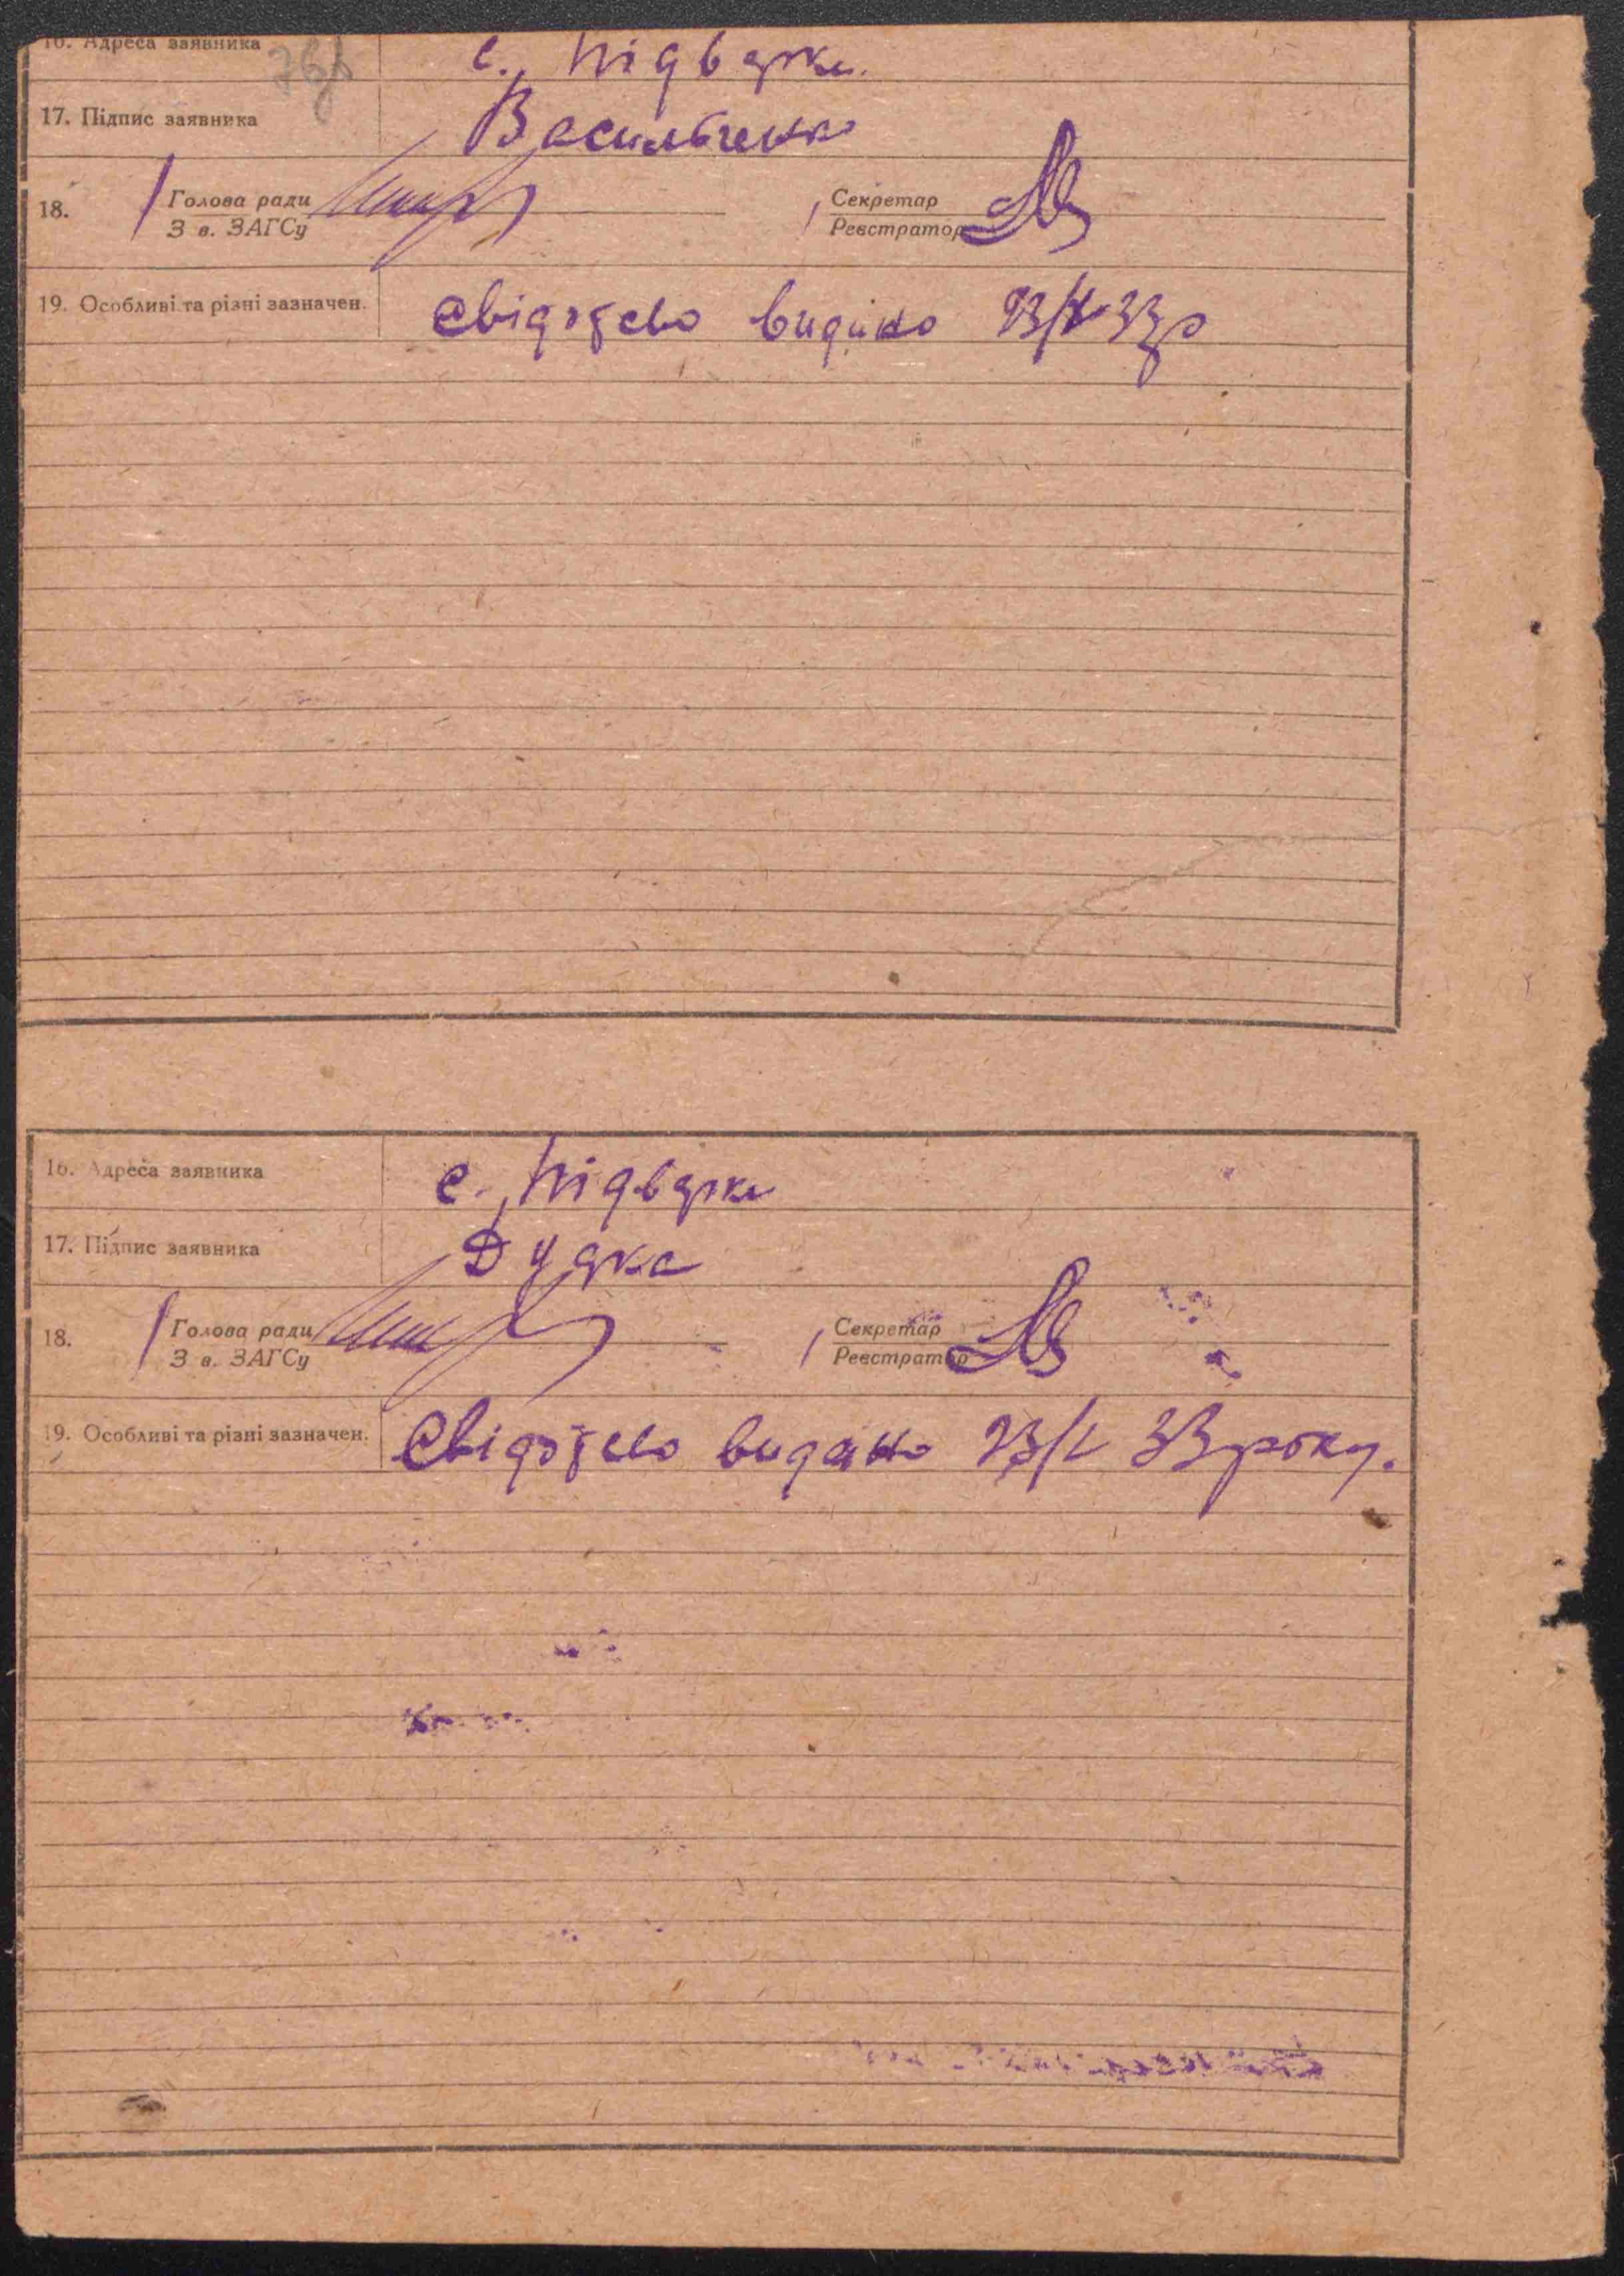 16. Адреса заявника с. Підварки.
17. Підпис заявника Васильченко
18. Голова ради Секретар
З в. ЗАГСу Реєстратор
19. Особливі та різні зазначен. Свідоцтво видано 23/ 33 р
16. Адреса заявника с. Підварки
17. Підпис заявника Дудка
18. Голова ради Секретар
З в. ЗАГСу Реєстратор
19. Особливі та різні зазначен. Свідоцтво видано 23/ 33 року.